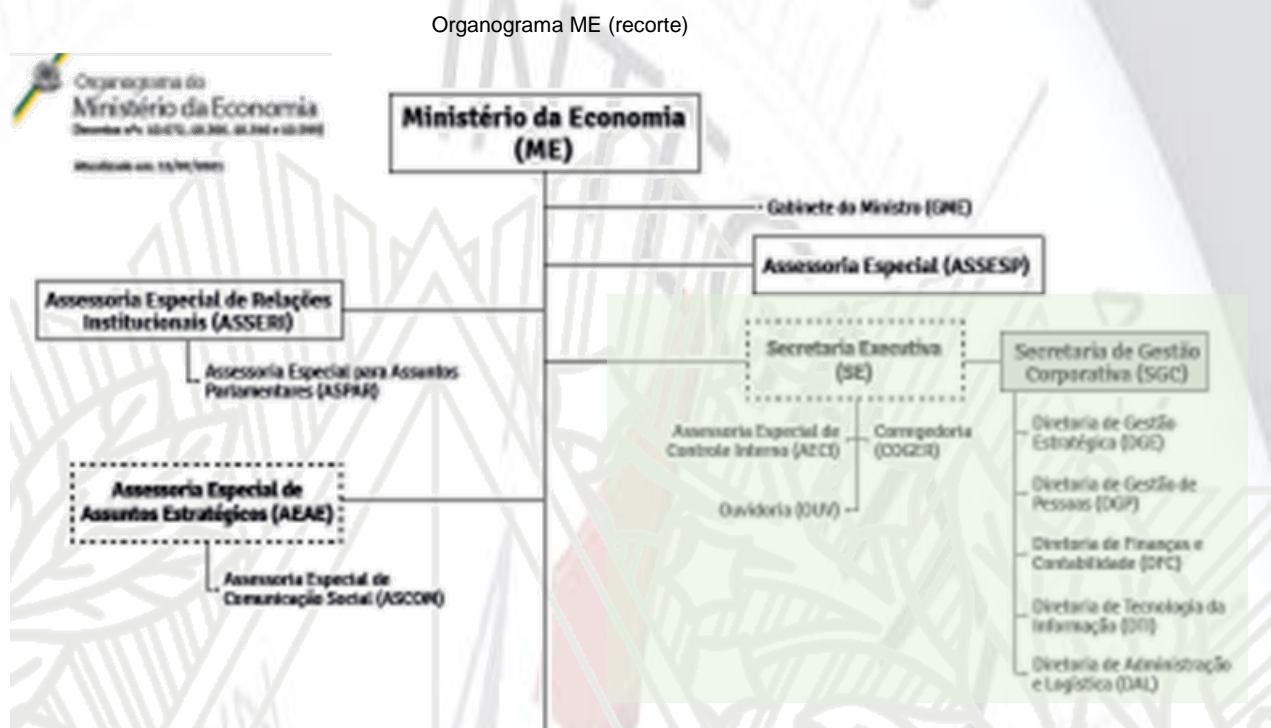 Organograma ME (recorte)
Organograma do
Ministério da Economia
Ministério da Economia
(ME)
Gabinete do Ministro (GME)
Assessoria Especial (ASSESP)
Assessoria Especial de Relações
Institucionais (ASSERI)
Assessoria Especial para Assuntos
Parlamentares (ASPAR)
Secretaria Executiva
(SE)
Secretaria de Gestão
Corporativa (SGC)
Assessoria Especial de
Controle Interno (AECI)
Corregedoria
(COGER)
Ouvidoria (OUV)
Diretoria de Gestão
Estratégica (DGE)
Diretoria de Gestão de
Pessoas (DGP)
Diretoria de Finanças e
Contabilidade (DFC)
Diretoria de Tecnologia da
Informação (DTI)
Diretoria de Administração
e Logística (DAL)
Assessoria Especial de
Assuntos Estratégicos (AEAE)
Assessoria Especial de
Comunicação Social (ASCOM)